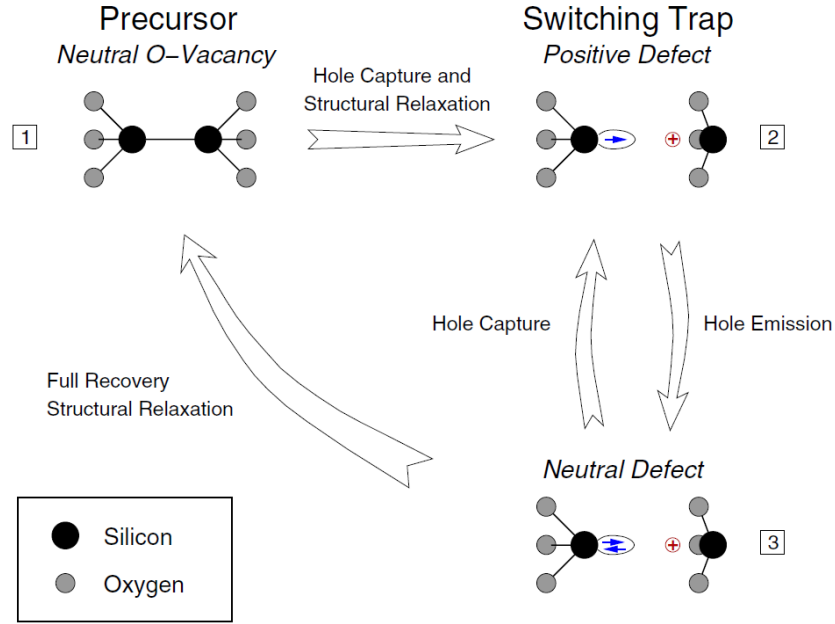 Precursor
Neutral O−Vacancy
Switching Trap
Positive Defect
Hole Capture and
Structural Relaxation
1
+
2
Hole Capture
Hole Emission
Full Recovery
Structural Relaxation
Neutral Defect
+
3
Silicon
Oxygen